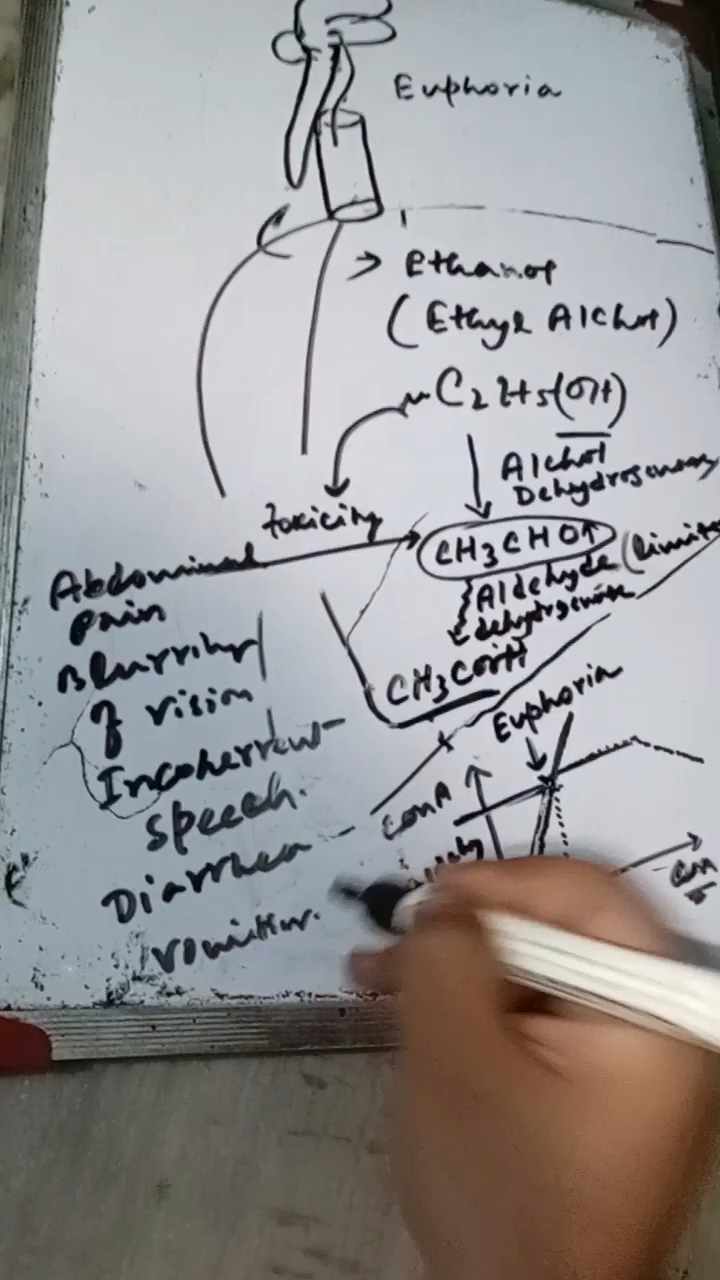 Euphoria
Ethanol
(Ethyl Alchol)
C2H5(OH)
Alchol
Dehydrogenase
toxicity
CH3CHO↑
Aldehyde (limite
dehydrogenase
CH3COOH
Abdominal
pain
Blurring
of vision
Incoherent
speech.
Diarrhea
vomiting.
Euphoria